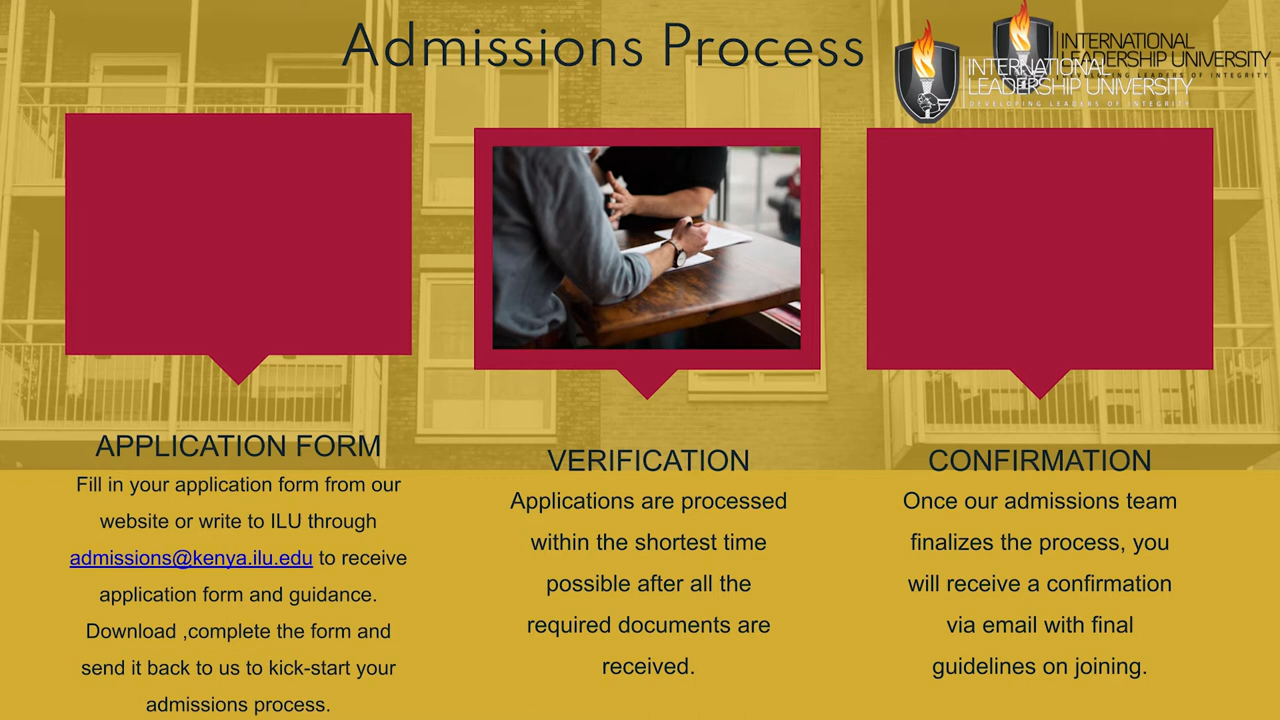 Admissions Process
INTERNATIONAL
LEADERSHIP UNIVERSITY
DEVELOPING LEADERS OF INTEGRITY
INTERNATIONAL
LEADERSHIP UNIVERSITY
LEADERS OF INTEGRITY
APPLICATION FORM
Fill in your application form from our
website or write to ILU through
admissions@kenya.ilu.edu to receive
application form and guidance.
Download ,complete the form and
send it back to us to kick-start your
admissions process.
VERIFICATION
Applications are processed
within the shortest time
possible after all the
required documents are
received.
CONFIRMATION
Once our admissions team
finalizes the process, you
will receive a confirmation
via email with final
guidelines on joining.